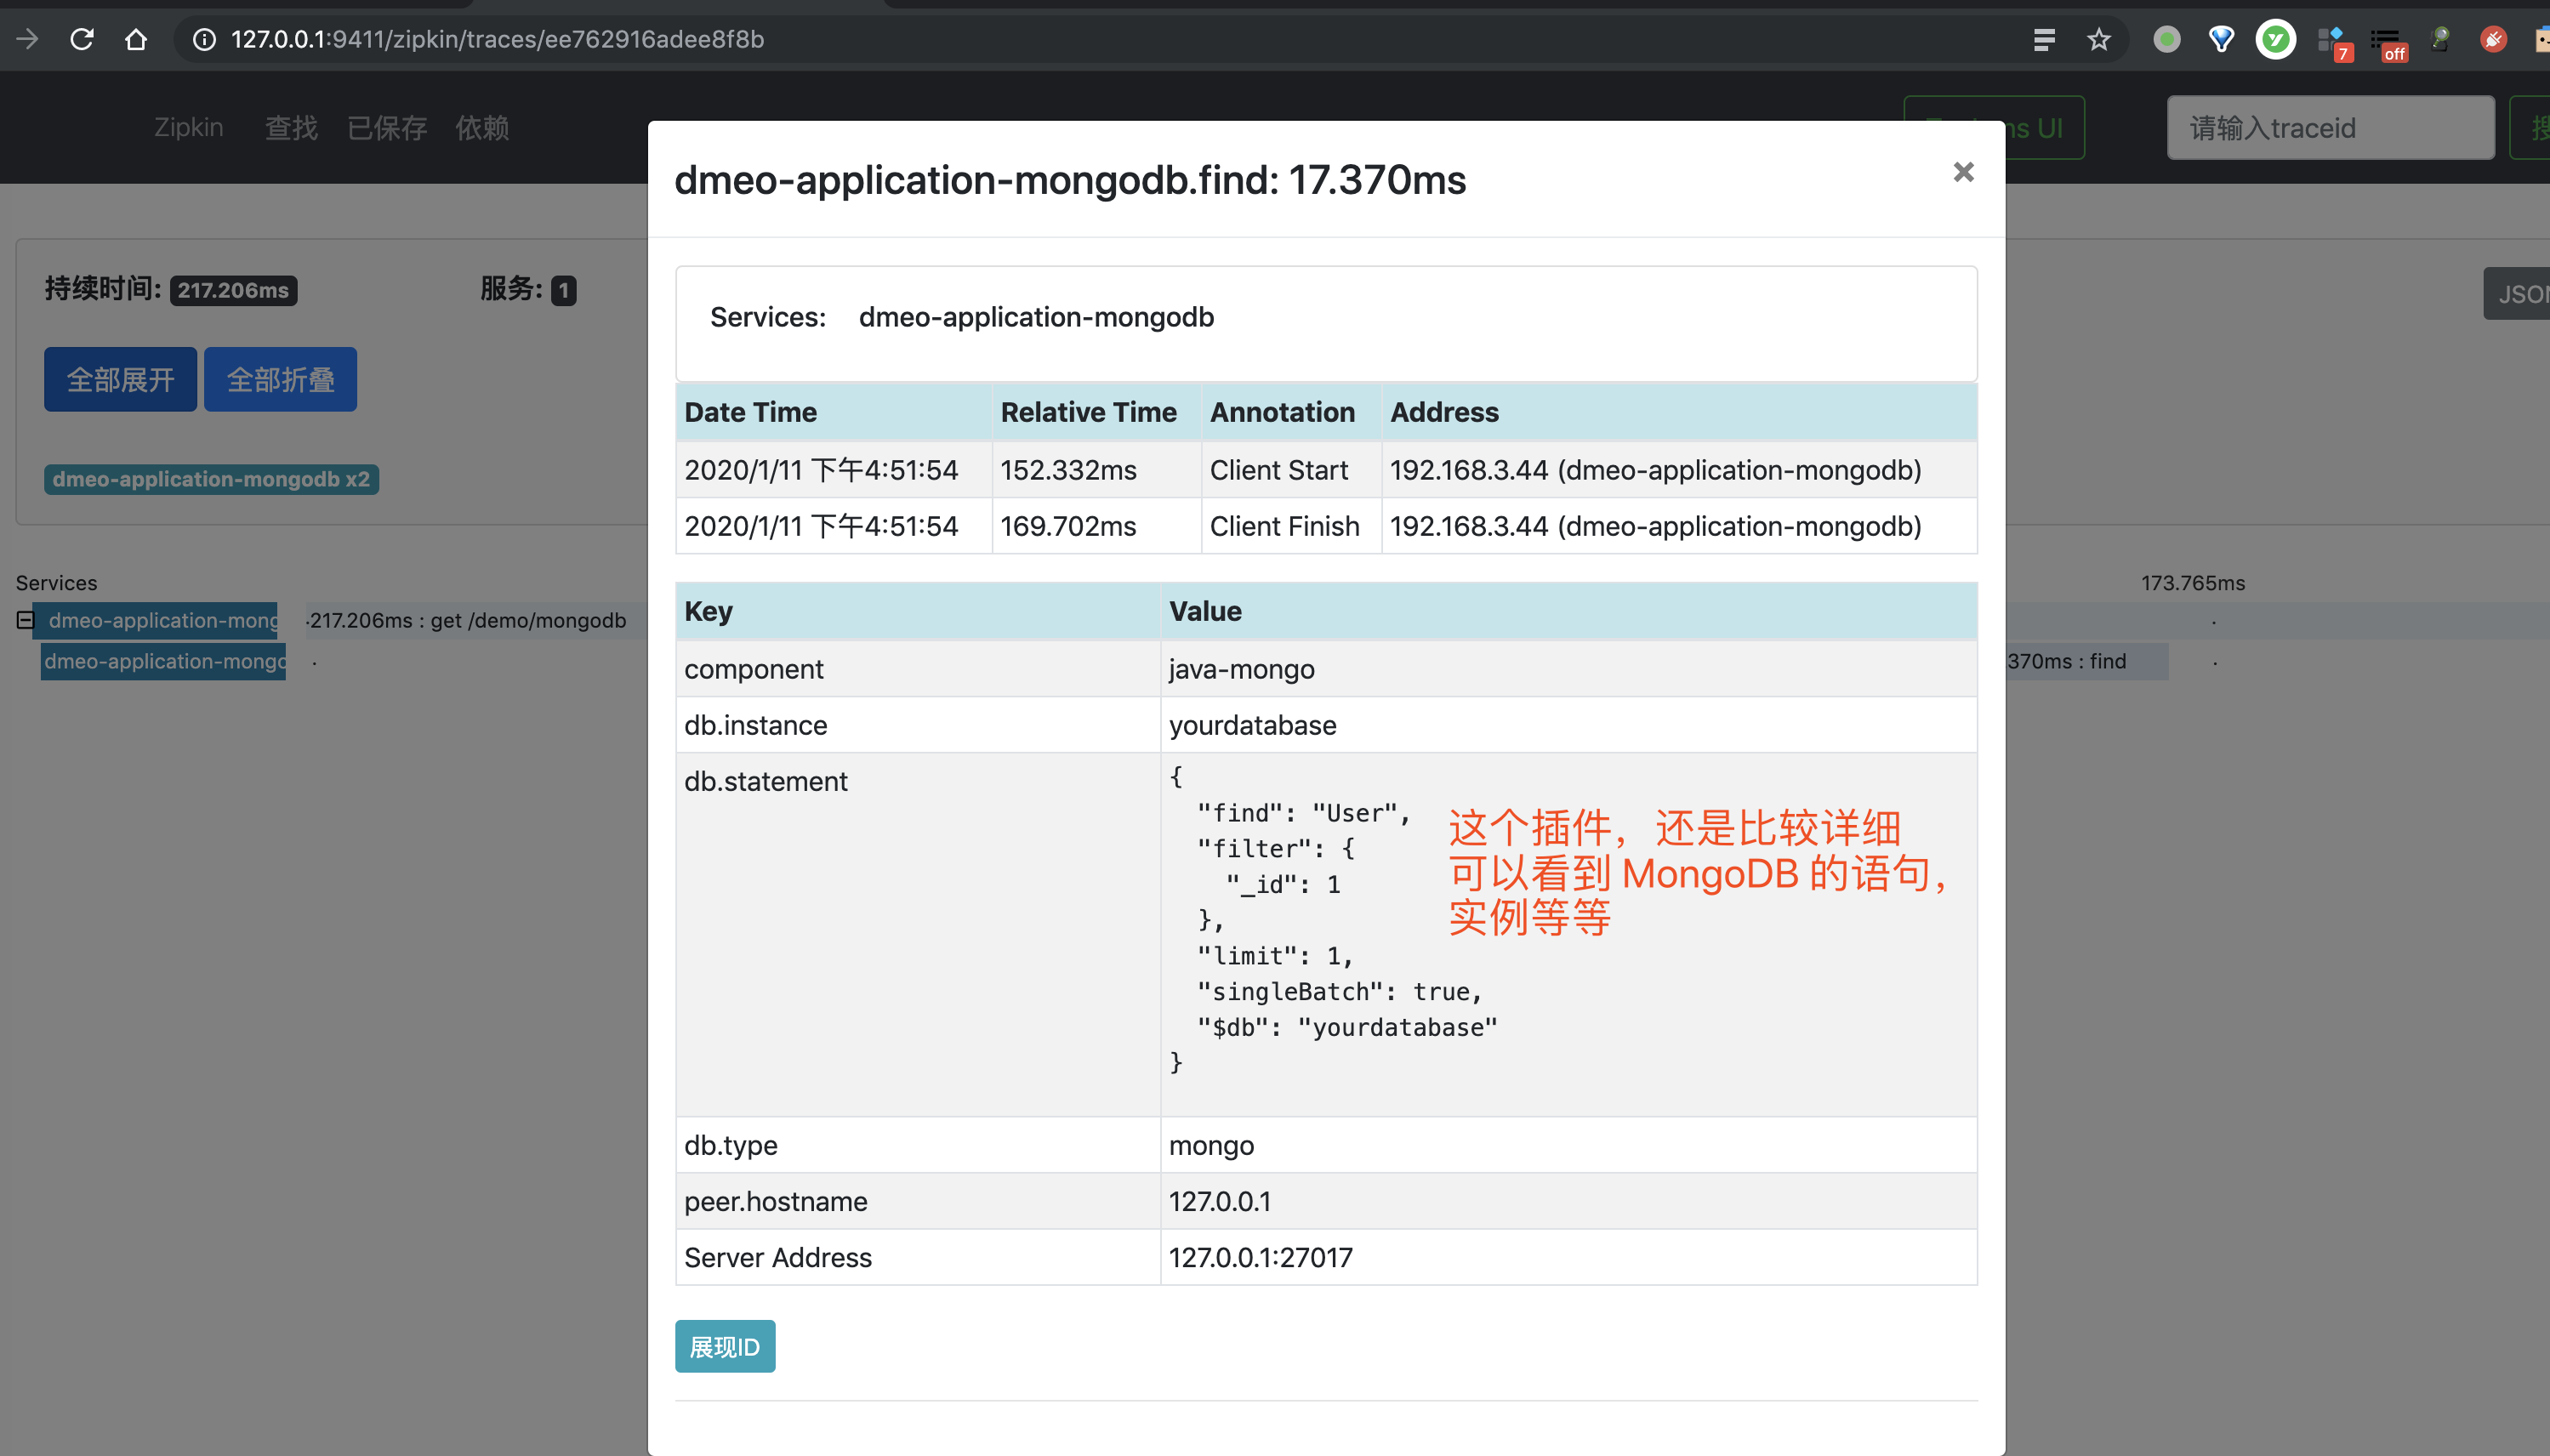 127.0.0.1:9411/zipkin/traces/ee762916adee8f8b
7
off
Zipkin 查找 已保存 依赖
ns UI
请输入traceid
搜
dmeo-application-mongodb.find: 17.370ms
×
持续时间: 217.206ms
服务: 1
JSON
全部展开
全部折叠
dmeo-application-mongodb x2
Services: dmeo-application-mongodb
Date Time Relative Time Annotation Address
2020/1/11 下午4:51:54 152.332ms Client Start 192.168.3.44 (dmeo-application-mongodb)
2020/1/11 下午4:51:54 169.702ms Client Finish 192.168.3.44 (dmeo-application-mongodb)
Services
173.765ms
dmeo-application-mong
.217.206ms : get /demo/mongodb
dmeo-application-mongo
370ms : find
Key Value
component java-mongo
db.instance yourdatabase
db.statement {
"find": "User",
"filter": {
"_id": 1
},
"limit": 1,
"singleBatch": true,
"$db": "yourdatabase"
}
这个插件，还是比较详细
可以看到 MongoDB 的语句，
实例等等
db.type mongo
peer.hostname 127.0.0.1
Server Address 127.0.0.1:27017
展现ID